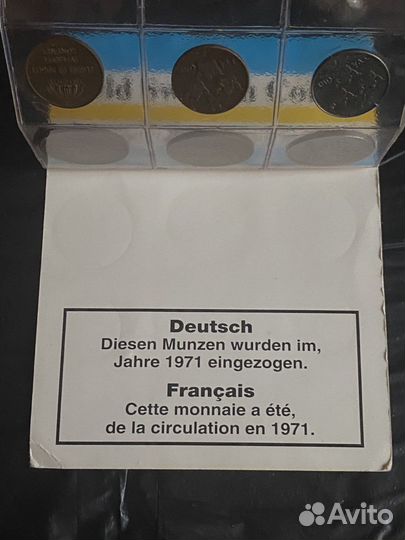 Deutsch
Diesen Munzen wurden im,
Jahre 1971 eingezogen.
Français
Cette monnaie a été,
de la circulation en 1971.
Avito